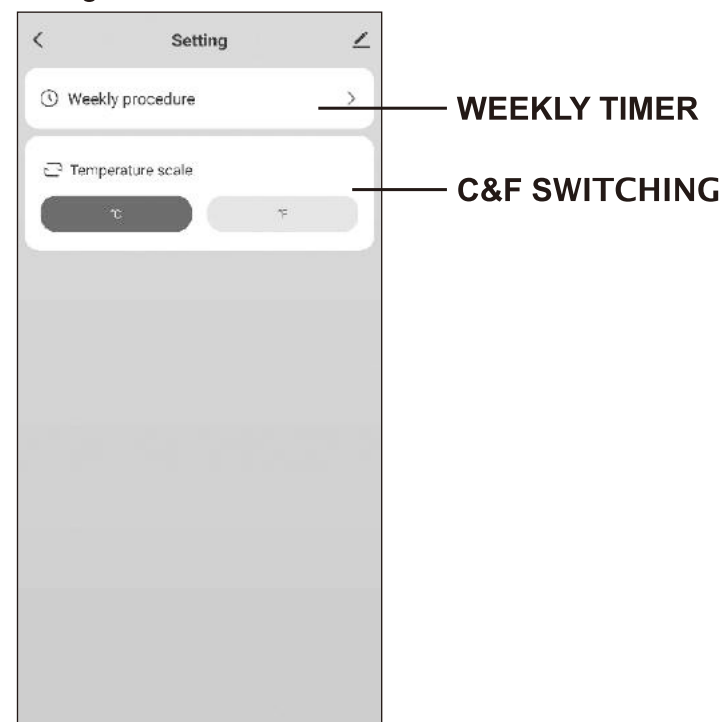 Setting
Weekly procedure
WEEKLY TIMER
Temperature scale
C&F SWITCHING
℃
℉